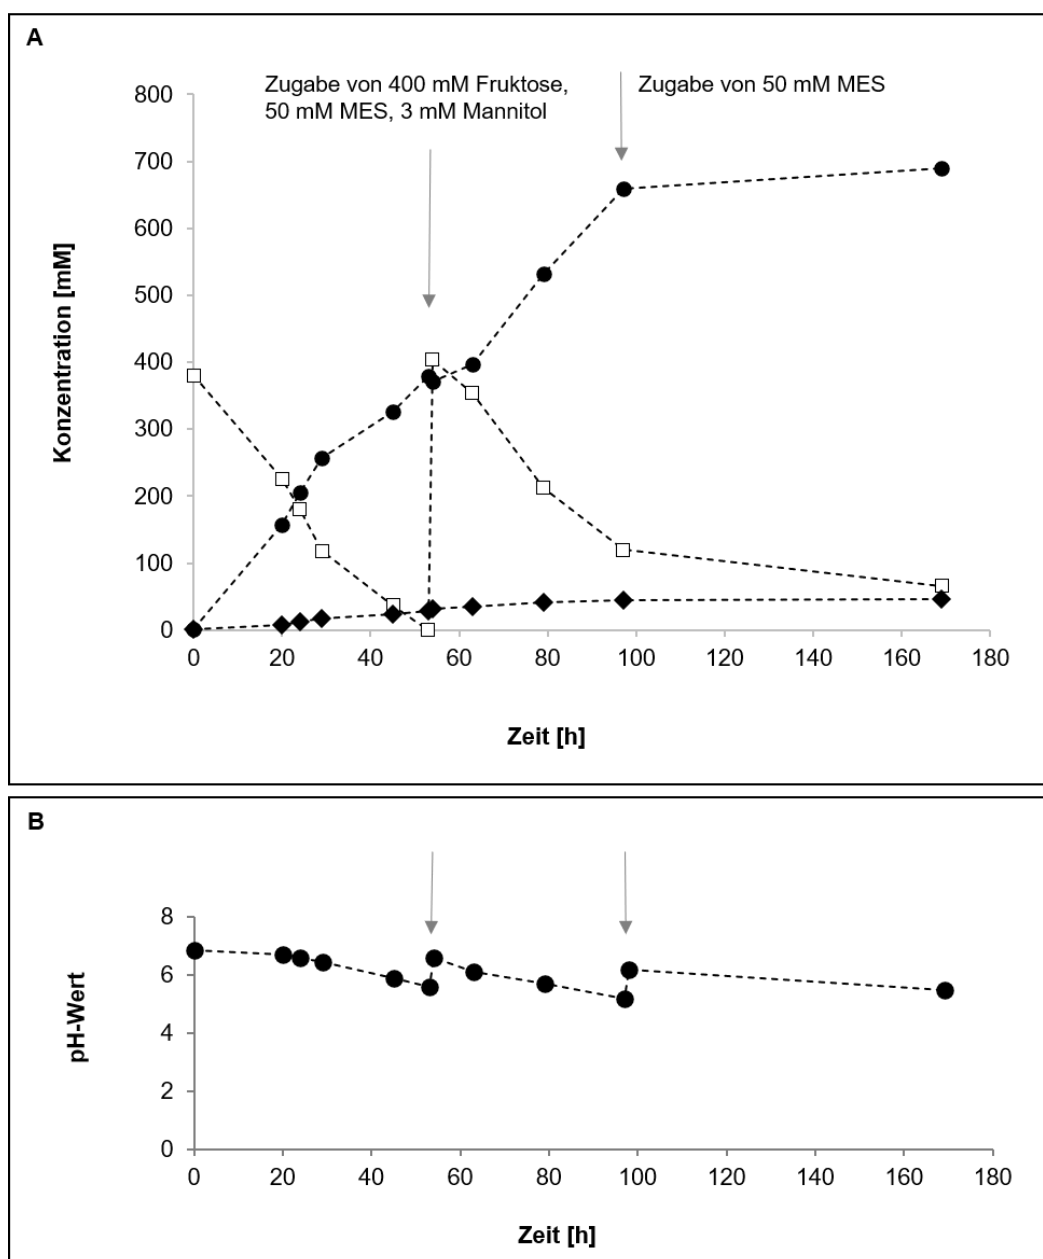 A
Zugabe von 400 mM Fruktose,
50 mM MES, 3 mM Mannitol
Zugabe von 50 mM MES
800
700
600
500
400
300
200
100
0
Konzentration [mM]
0 20 40 60 80 100 120 140 160 180
Zeit [h]
B
8
6
4
2
0
pH-Wert
0 20 40 60 80 100 120 140 160 180
Zeit [h]